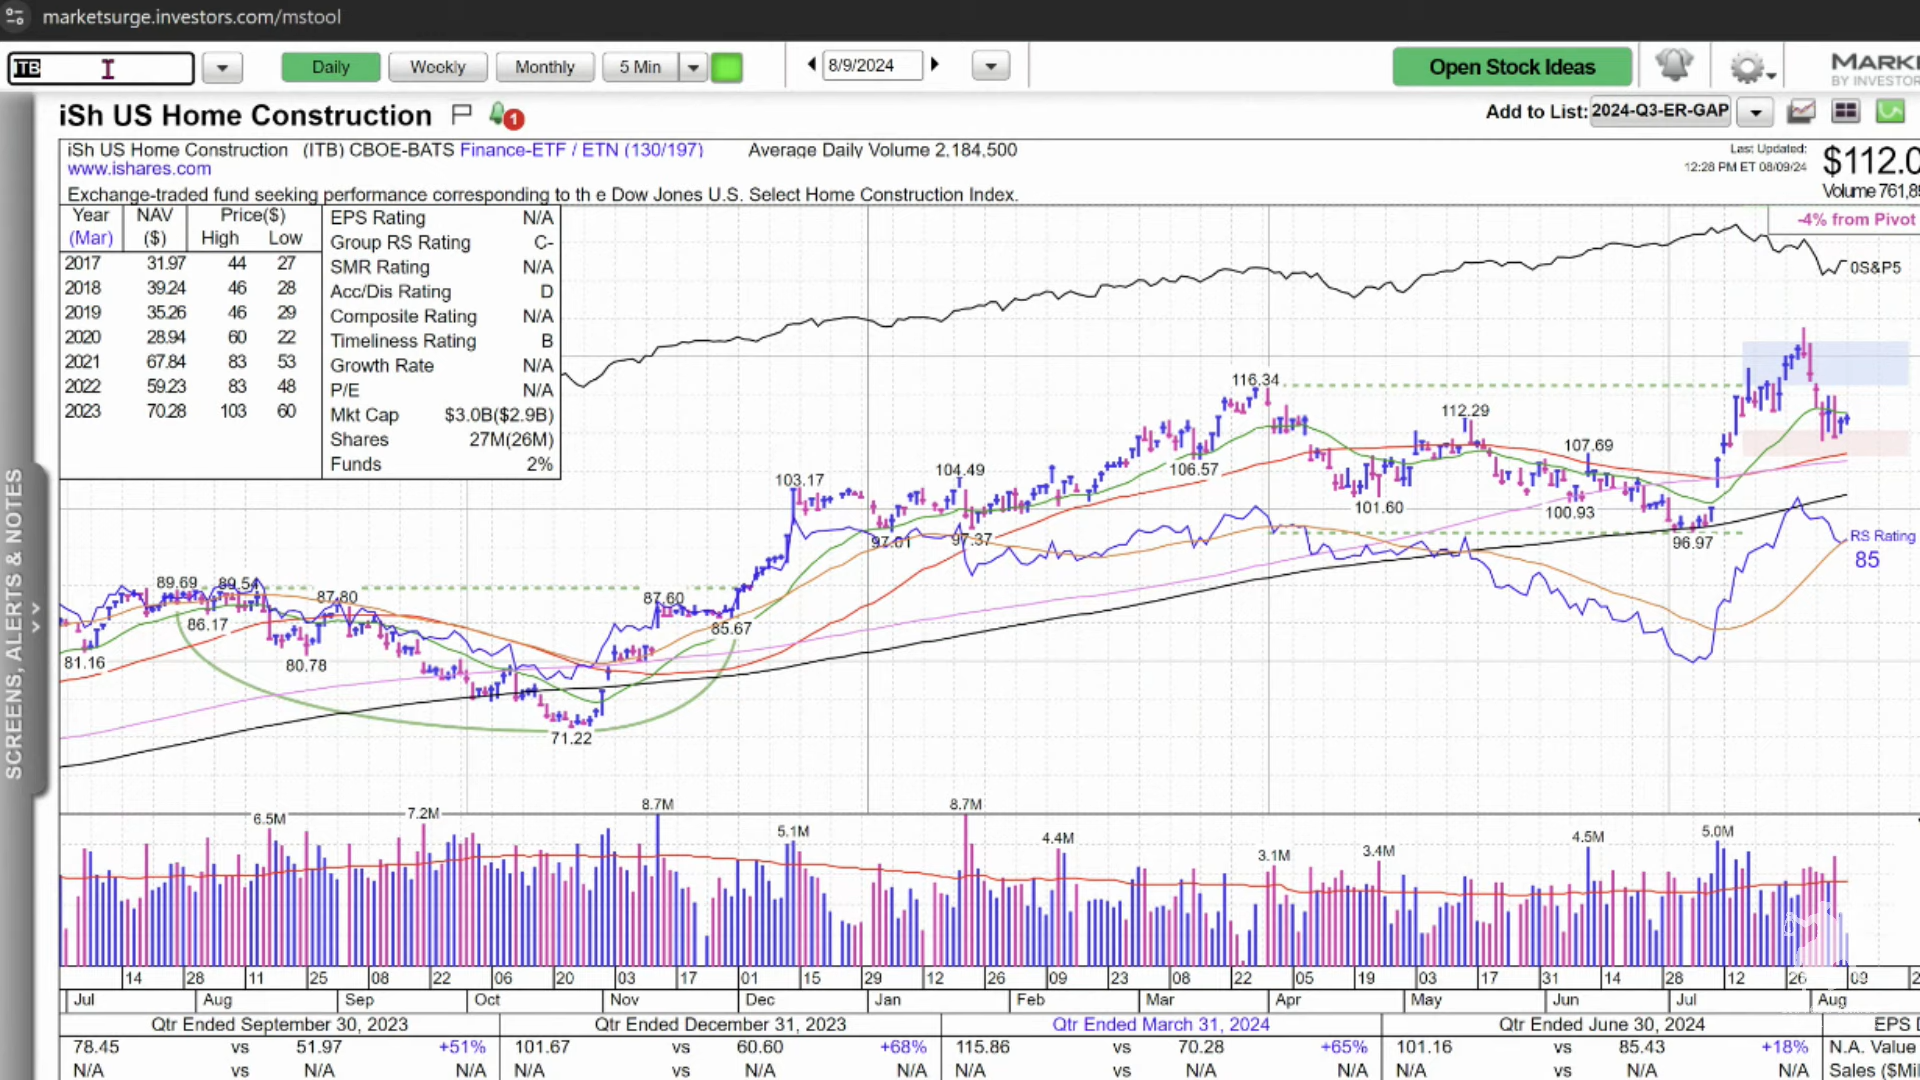 marketsurge.investors.com/mstool
ITB Daily Weekly Monthly 5 Min 8/9/2024 Open Stock Ideas MARKE
BY INVESTOR
iSh US Home Construction 1 Add to List: 2024-Q3-ER-GAP
iSh US Home Construction (ITB) CBOE-BATS Finance-ETF / ETN (130/197) Average Daily Volume 2,184,500 Last Updated: $112.0
www.ishares.com 12:28 PM ET 08/09/24
Volume 761,89
Exchange-traded fund seeking performance corresponding to th e Dow Jones U.S. Select Home Construction Index.
-4% from Pivot
Year NAV Price($)
(Mar) ($) High Low
2017 31.97 44 27
2018 39.24 46 28
2019 35.26 46 29
2020 28.94 60 22
2021 67.84 83 53
2022 59.23 83 48
2023 70.28 103 60
EPS Rating N/A
Group RS Rating C-
SMR Rating N/A
Acc/Dis Rating D
Composite Rating N/A
Timeliness Rating B
Growth Rate N/A
P/E N/A
Mkt Cap $3.0B($2.9B)
Shares 27M(26M)
Funds 2%
0S&P5
116.34
112.29
107.69
106.57
104.49
103.17
101.60
100.93
97.01 97.37
96.97
RS Rating
85
89.69 89.54
87.80 87.60
86.17 85.67
81.16 80.78
71.22
SCREENS, ALERTS & NOTES
6.5M 7.2M 8.7M 5.1M 8.7M 4.4M 3.1M 3.4M 4.5M 5.0M
14 28 11 25 08 22 06 20 03 17 01 15 29 12 26 09 23 08 22 05 19 03 17 31 14 28 12 26 09 2
Jul Aug Sep Oct Nov Dec Jan Feb Mar Apr May Jun Jul Aug
Qtr Ended September 30, 2023 Qtr Ended December 31, 2023 Qtr Ended March 31, 2024 Qtr Ended June 30, 2024 EPS D
78.45 vs 51.97 +51% 101.67 vs 60.60 +68% 115.86 vs 70.28 +65% 101.16 vs 85.43 +18% N.A. Value
N/A vs N/A N/A N/A vs N/A N/A N/A vs N/A N/A N/A vs N/A N/A Sales ($Mil